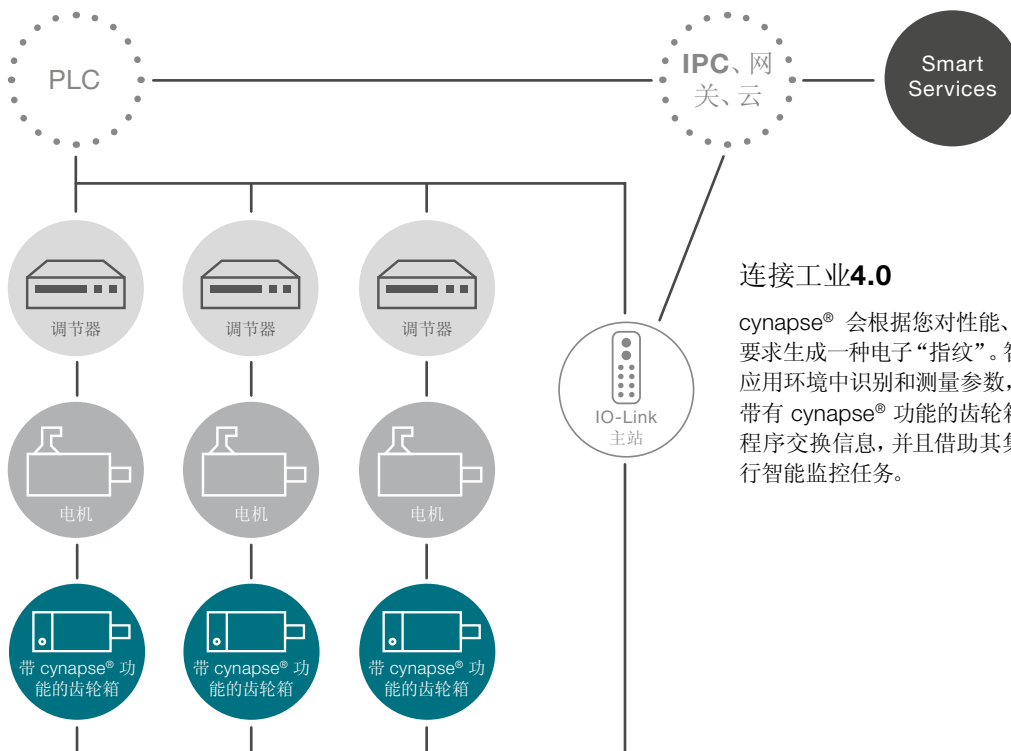 PLC
IPC、网
关、云
Smart
Services
调节器
调节器
调节器
IO-Link
主站
连接工业4.0
cynapse® 会根据您对性能、
要求生成一种电子“指纹”。智
应用环境中识别和测量参数，
带有 cynapse® 功能的齿轮箱
程序交换信息，并且借助其集
行智能监控任务。
电机
电机
电机
带 cynapse® 功
能的齿轮箱
带 cynapse® 功
能的齿轮箱
带 cynapse® 功
能的齿轮箱